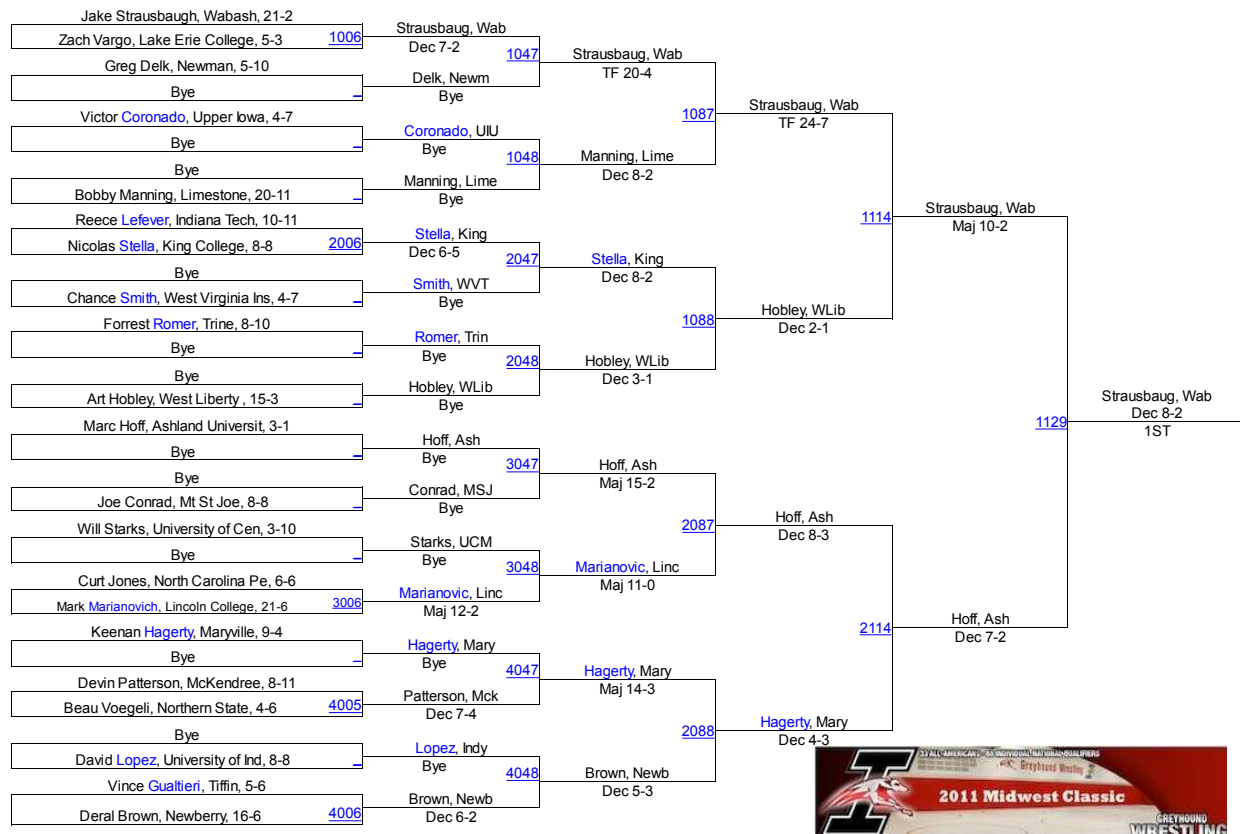 Jake Strausbaugh, Wabash, 21-2
Zach Vargo, Lake Erie College, 5-3
1006
Greg Delk, Newman, 5-10
Bye
Victor Coronado, Upper Iowa, 4-7
Bye
Bye
Bobby Manning, Limestone, 20-11
Reece Lefever, Indiana Tech, 10-11
Nicolas Stella, King College, 8-8
2006
Bye
Chance Smith, West Virginia Ins, 4-7
Forrest Romer, Trine, 8-10
Bye
Bye
Art Hobley, West Liberty , 15-3
Marc Hoff, Ashland Universit, 3-1
Bye
Bye
Joe Conrad, Mt St Joe, 8-8
Will Starks, University of Cen, 3-10
Bye
Curt Jones, North Carolina Pe, 6-6
Mark Marianovich, Lincoln College, 21-6
3006
Keenan Hagerty, Maryville, 9-4
Bye
Devin Patterson, McKendree, 8-11
Beau Voegeli, Northern State, 4-6
4005
Bye
David Lopez, University of Ind, 8-8
Vince Gualtieri, Tiffin, 5-6
Deral Brown, Newberry, 16-6
4006
Strausbaug, Wab
Dec 7-2
1047
Delk, Newm
Bye
Coronado, UIU
Bye
1048
Manning, Lime
Bye
Stella, King
Dec 6-5
2047
Smith, WVT
Bye
Romer, Trin
Bye
2048
Hobley, WLib
Bye
Hoff, Ash
Bye
3047
Conrad, MSJ
Bye
Starks, UCM
Bye
3048
Marianovic, Linc
Maj 12-2
Hagerty, Mary
Bye
4047
Patterson, Mck
Dec 7-4
Lopez, Indy
Bye
4048
Brown, Newb
Dec 6-2
Strausbaug, Wab
TF 20-4
1087
Manning, Lime
Dec 8-2
Stella, King
Dec 8-2
1088
Hobley, WLib
Dec 3-1
Hoff, Ash
Maj 15-2
2087
Marianovic, Linc
Maj 11-0
Hagerty, Mary
Maj 14-3
2088
Brown, Newb
Dec 5-3
Strausbaug, Wab
TF 24-7
1114
Hobley, WLib
Dec 2-1
Hoff, Ash
Dec 8-3
2114
Hagerty, Mary
Dec 4-3
Strausbaug, Wab
Maj 10-2
1129
Hoff, Ash
Dec 7-2
Strausbaug, Wab
Dec 8-2
1ST
33 ALL-AMERICANS - 65 INDIVIDUAL NATIONAL QUALIFIERS
Greyhound Wrestling
2011 Midwest Classic
GREYHOUND
WRESTLING